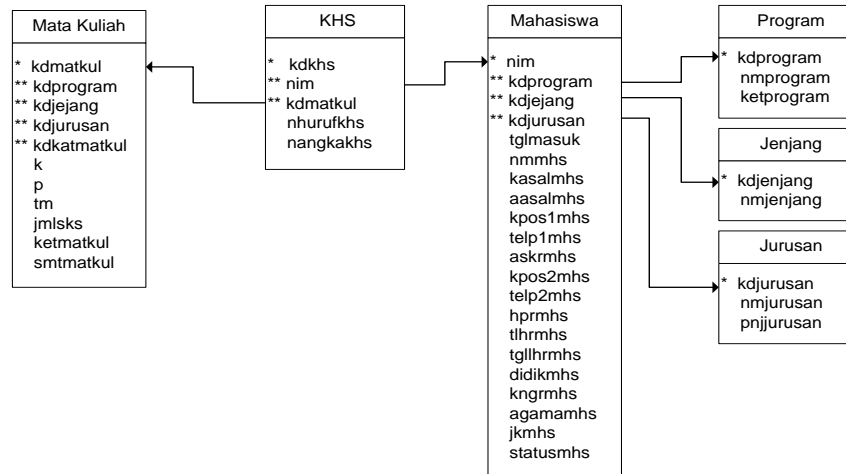 Mata Kuliah
* kdmatkul
** kdprogram
** kdjejang
** kdjurusan
** kdkatmatkul
k
p
tm
jmlsks
ketmatkul
smtmatkul
KHS
* kdkhs
** nim
** kdmatkul
nhurufkhs
nangkakhs
Mahasiswa
* nim
** kdprogram
** kdjejang
** kdjurusan
tglmasuk
nmmhs
kasalmhs
aasalmhs
kpos1mhs
telp1mhs
askrmhs
kpos2mhs
telp2mhs
hprmhs
tlhrmhs
tgllhrmhs
didikmhs
kngrmhs
agamamhs
jkmhs
statusmhs
Program
* kdprogram
nmprogram
ketprogram
Jenjang
* kdjenjang
nmjenjang
Jurusan
* kdjurusan
nmjurusan
pnjjurusan